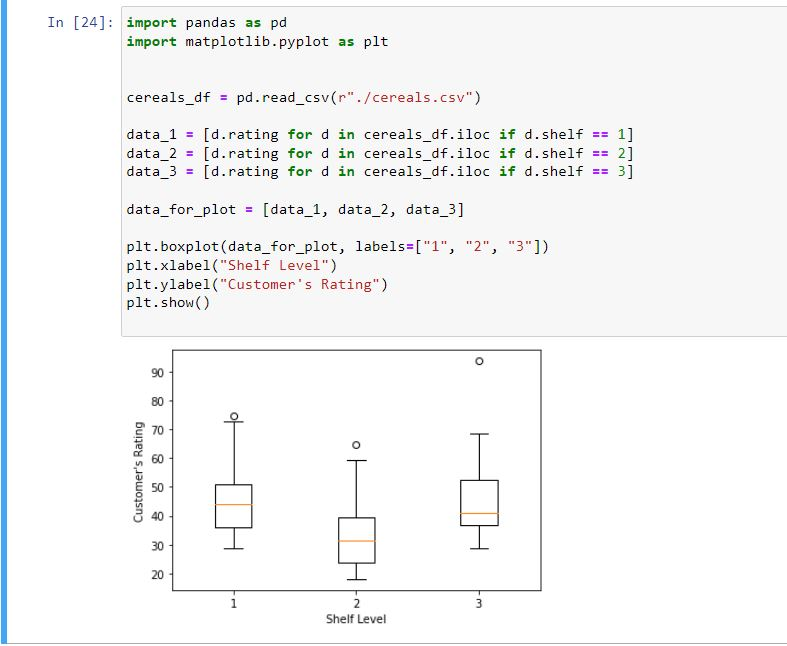 In [24]:
import pandas as pd
import matplotlib.pyplot as plt
cereals_df = pd.read_csv(r"./cereals.csv")
data_1 = [d.rating for d in cereals_df.iloc if d.shelf == 1]
data_2 = [d.rating for d in cereals_df.iloc if d.shelf == 2]
data_3 = [d.rating for d in cereals_df.iloc if d.shelf == 3]
data_for_plot = [data_1, data_2, data_3]
plt.boxplot(data_for_plot, labels=["1", "2", "3"])
plt.xlabel("Shelf Level")
plt.ylabel("Customer's Rating")
plt.show()
Customer's Rating
90
80
70
60
50
40
30
20
1 2 3
Shelf Level